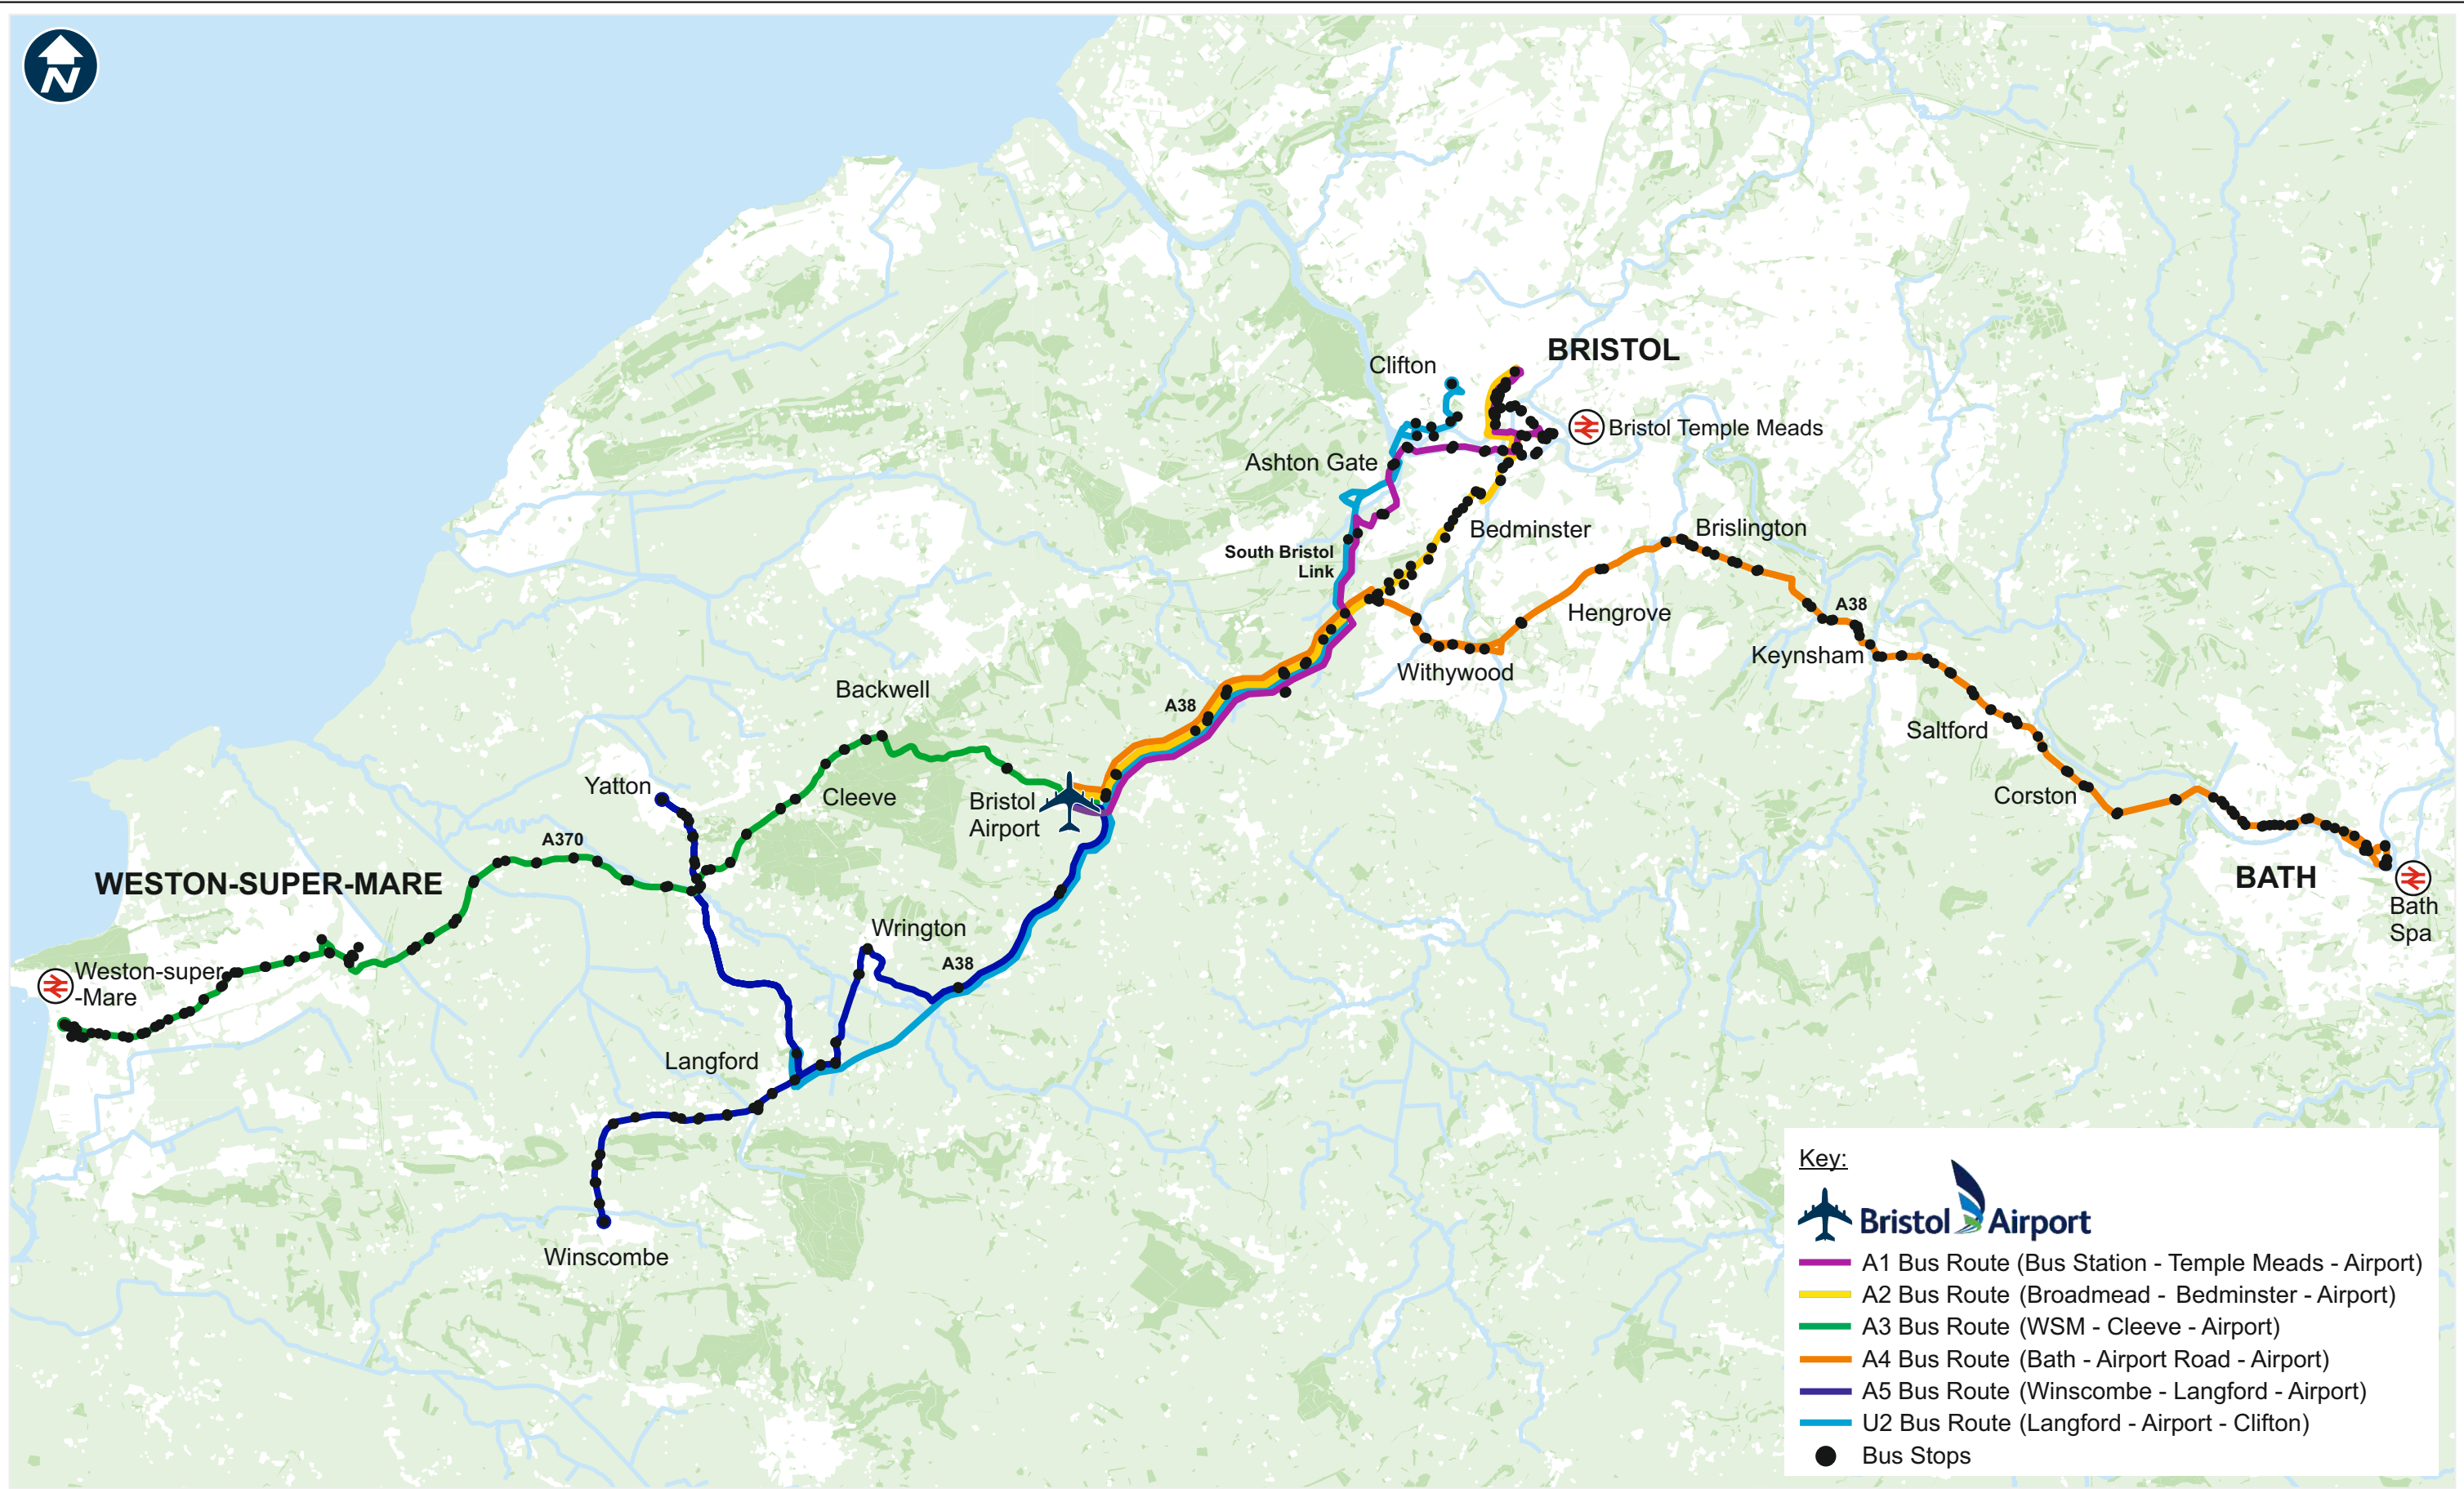 N
Clifton
BRISTOL
Bristol Temple Meads
Ashton Gate
Bedminster
Brislington
South Bristol
Link
A38
Hengrove
Keynsham
Withywood
Backwell
A38
Saltford
Yatton
Cleeve
Bristol
Airport
Corston
A370
WESTON-SUPER-MARE
BATH
Bath
Spa
Wrington
A38
Weston-super
-Mare
Langford
Winscombe
Key:
Bristol Airport
A1 Bus Route (Bus Station - Temple Meads - Airport)
A2 Bus Route (Broadmead - Bedminster - Airport)
A3 Bus Route (WSM - Cleeve - Airport)
A4 Bus Route (Bath - Airport Road - Airport)
A5 Bus Route (Winscombe - Langford - Airport)
U2 Bus Route (Langford - Airport - Clifton)
Bus Stops